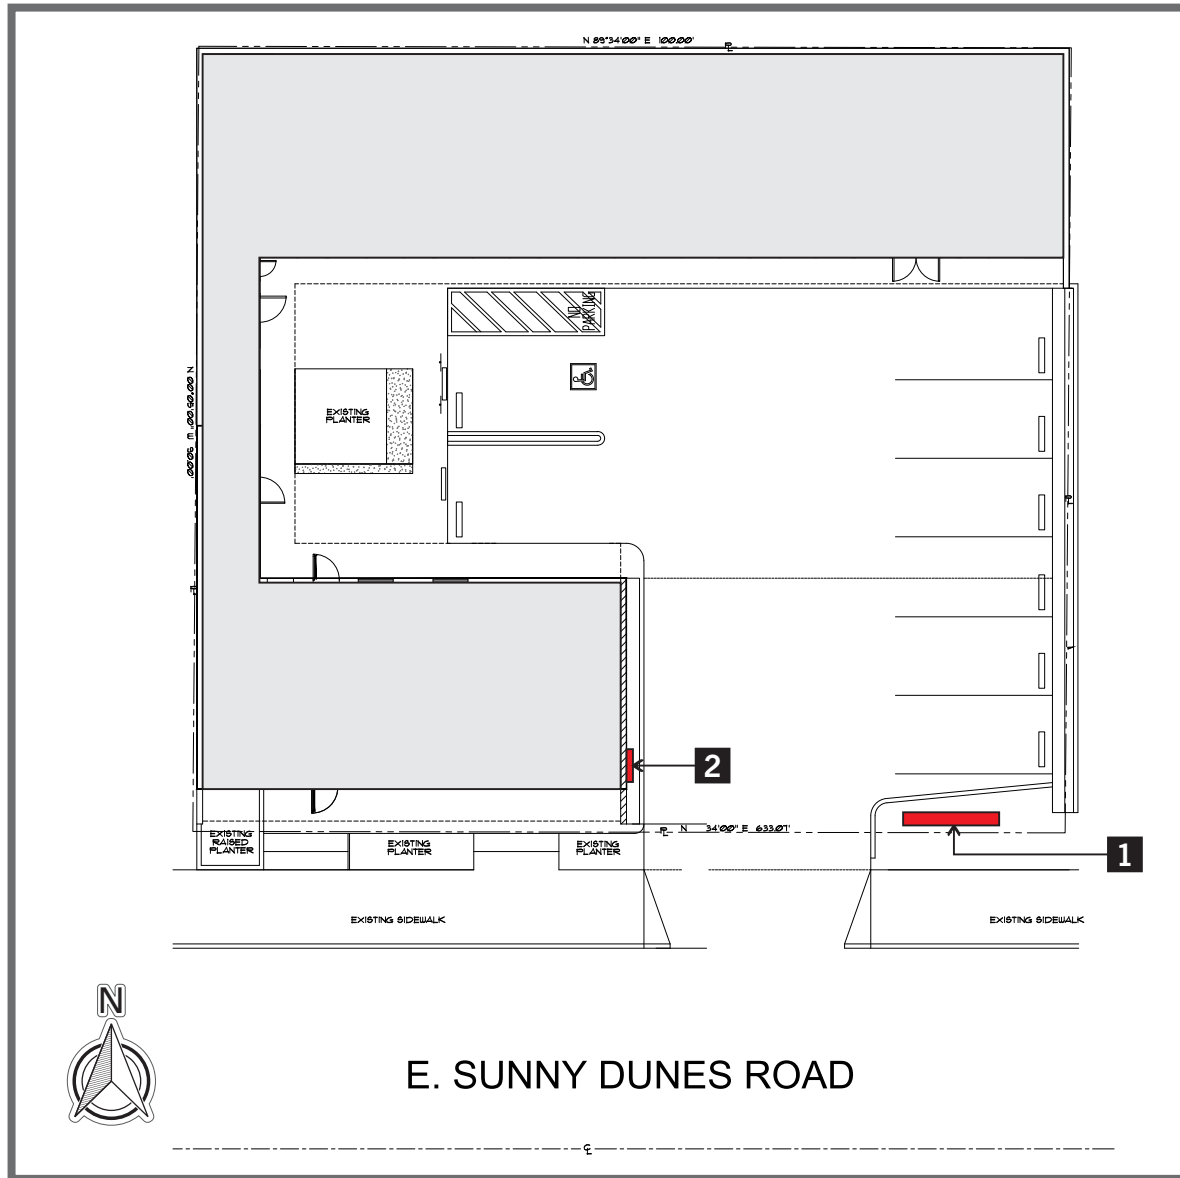 N 89°34'00" E 100.00'
NO
PARKING
EXISTING
PLANTER
2
N 34'00" E 633.07'
EXISTING
RAISED
PLANTER
EXISTING
PLANTER
EXISTING
PLANTER
1
EXISTING SIDEWALK
EXISTING SIDEWALK
N
E. SUNNY DUNES ROAD